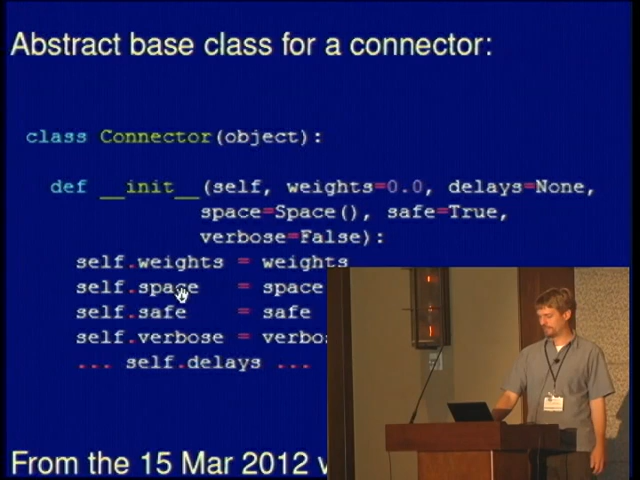 Abstract base class for a connector:
class Connector(object):
def __init__(self, weights=0.0, delays=None,
space=Space(), safe=True,
verbose=False):
self.weights = weights
self.space = space
self.safe = safe
self.verbose = verbo
... self.delays ...
From the 15 Mar 2012 v